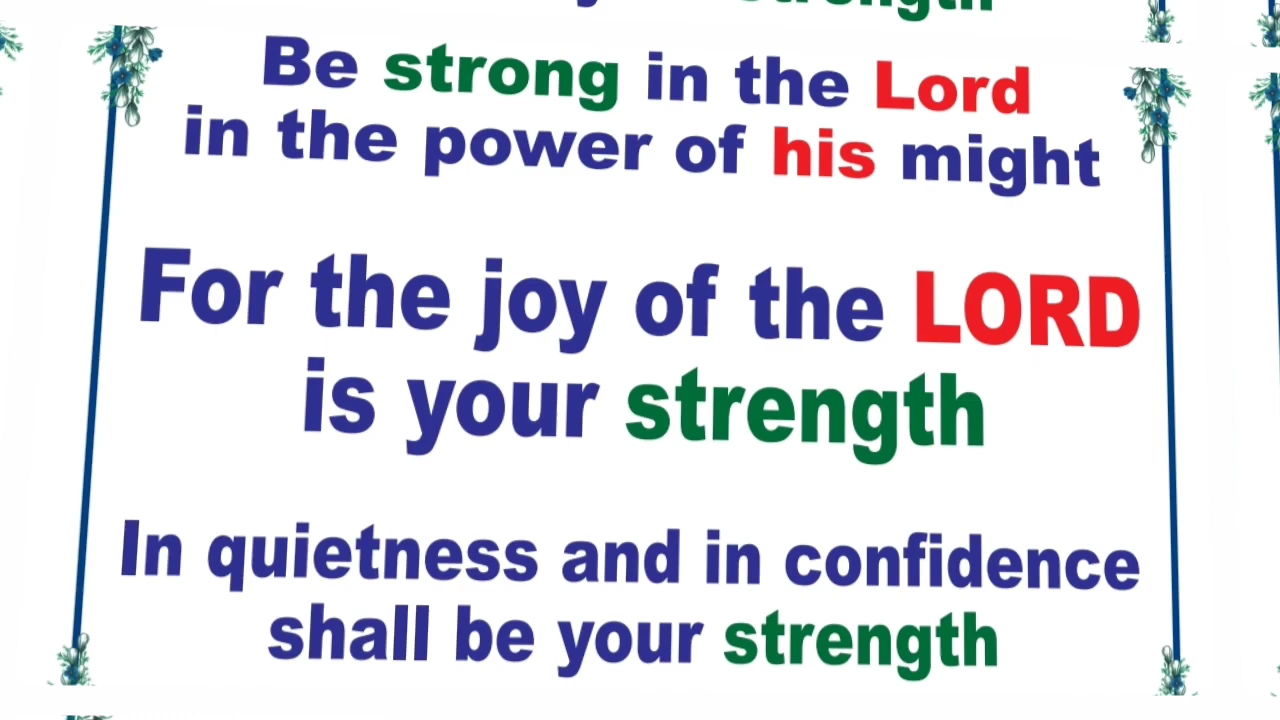 strength
Be strong in the Lord
in the power of his might
For the joy of the LORD
is your strength
In quietness and in confidence
shall be your strength